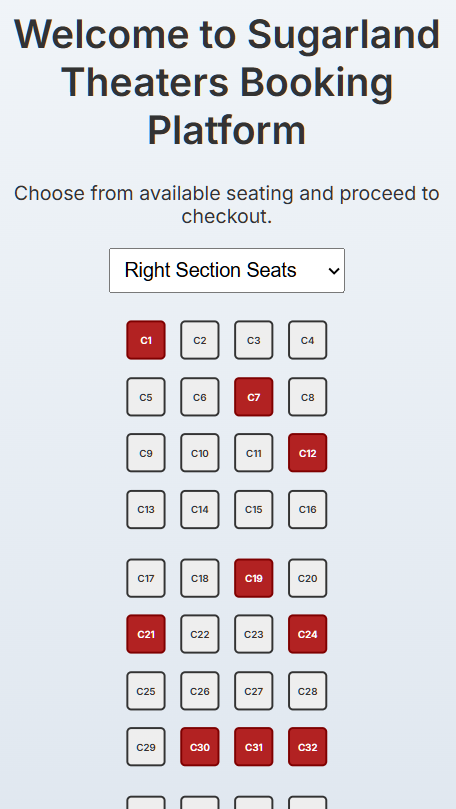 Welcome to Sugarland
Theaters Booking
Platform
Choose from available seating and proceed to
checkout.
Right Section Seats
C1 C2 C3 C4
C5 C6 C7 C8
C9 C10 C11 C12
C13 C14 C15 C16
C17 C18 C19 C20
C21 C22 C23 C24
C25 C26 C27 C28
C29 C30 C31 C32